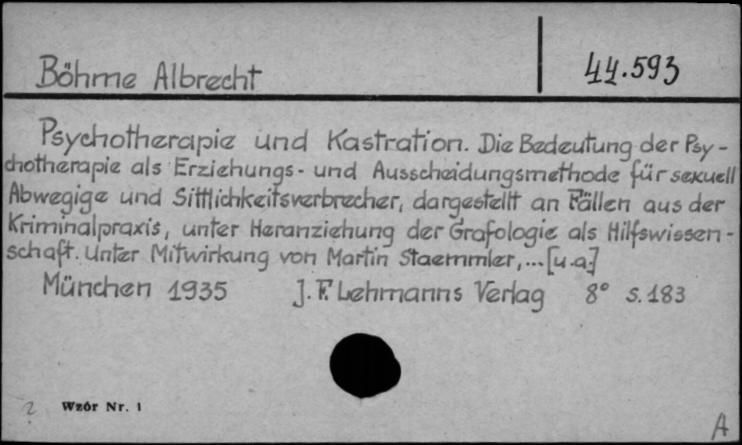 Böhme Albrecht
44.593
Psychotherapie und Kastration. Die Bedeutung der Psy-
chotherapie als Erziehungs- und Ausscheidungsmethode für sexuell
Abwegige und Sittlichkeitsverbrecher, dargestellt an Fällen aus der
Kriminalpraxis, unter Heranziehung der Grafologie als Hilfswissen-
schaft. Unter Mitwirkung von Martin Staemmler,...[u.a.]
München 1935 J.F. Lehmanns Verlag 8° S.183
2 Wzór Nr. 1
A